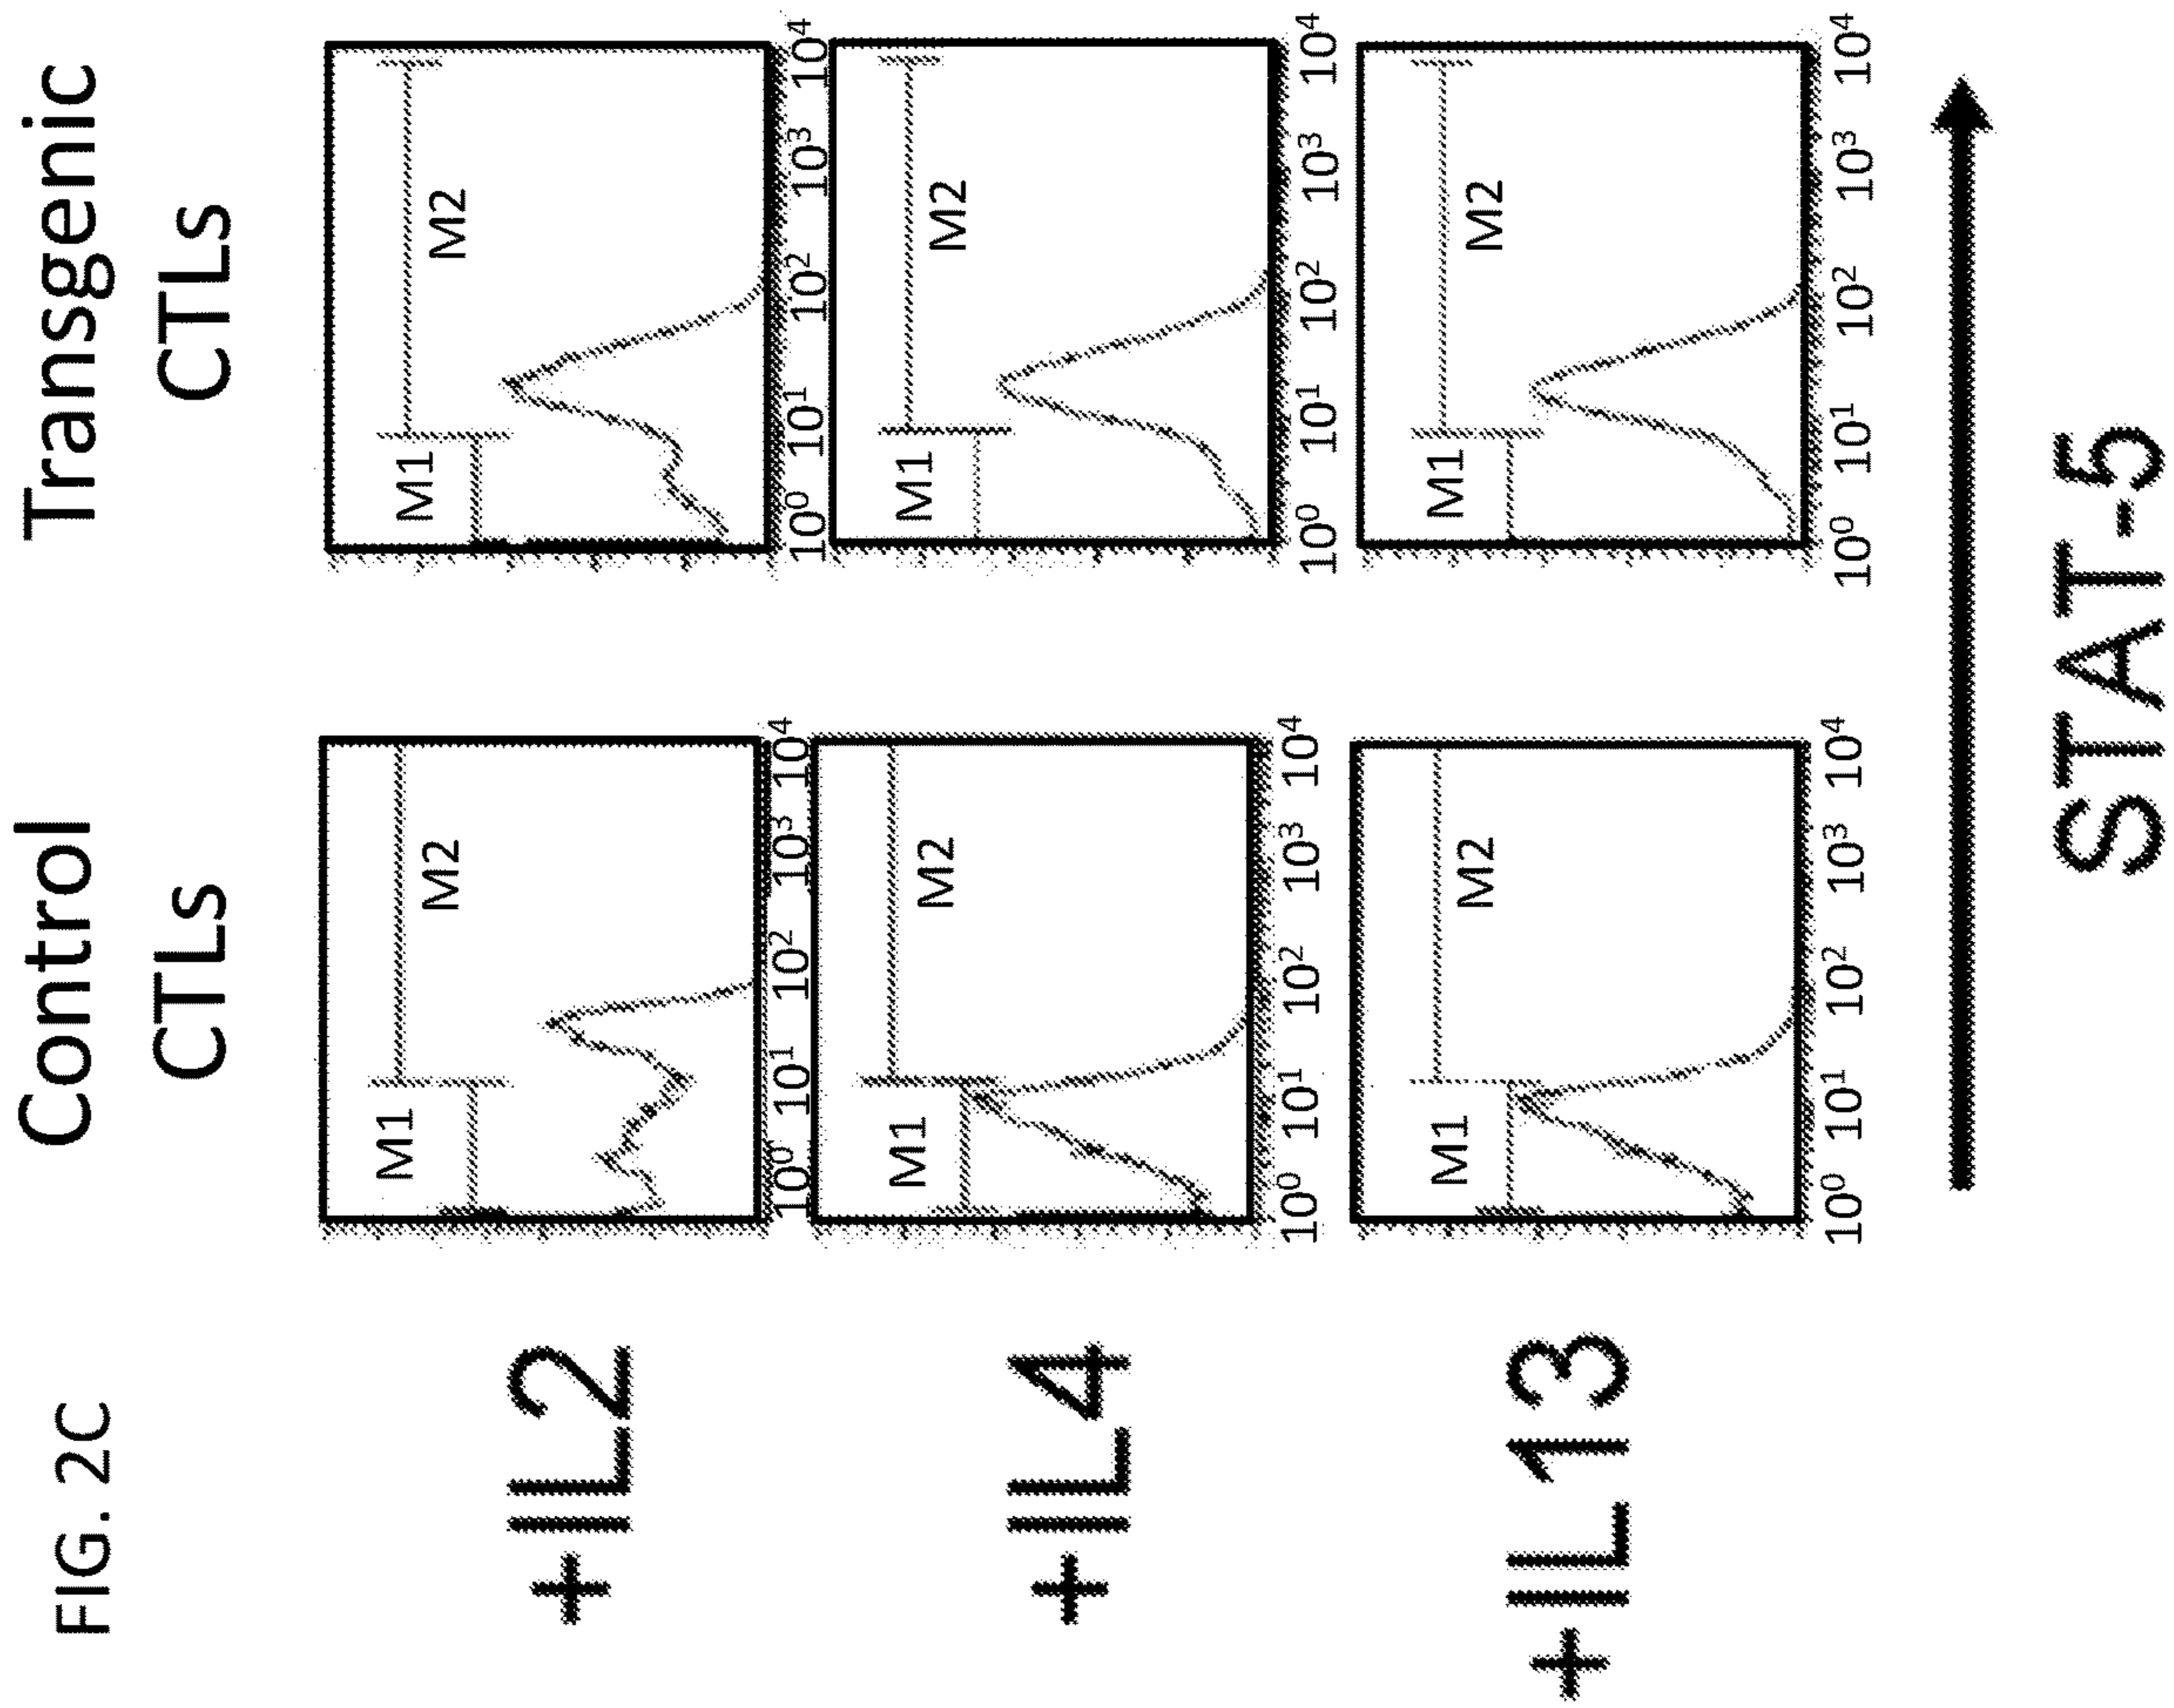 FIG. 2C
Control
CTLs
Transgenic
CTLs
+IL2
M1
M2
10⁰ 10¹ 10² 10³ 10⁴
M1
M2
10⁰ 10¹ 10² 10³ 10⁴
+IL4
M1
M2
10⁰ 10¹ 10² 10³ 10⁴
M1
M2
10⁰ 10¹ 10² 10³ 10⁴
+IL13
M1
M2
10⁰ 10¹ 10² 10³ 10⁴
M1
M2
10⁰ 10¹ 10² 10³ 10⁴
STAT-5